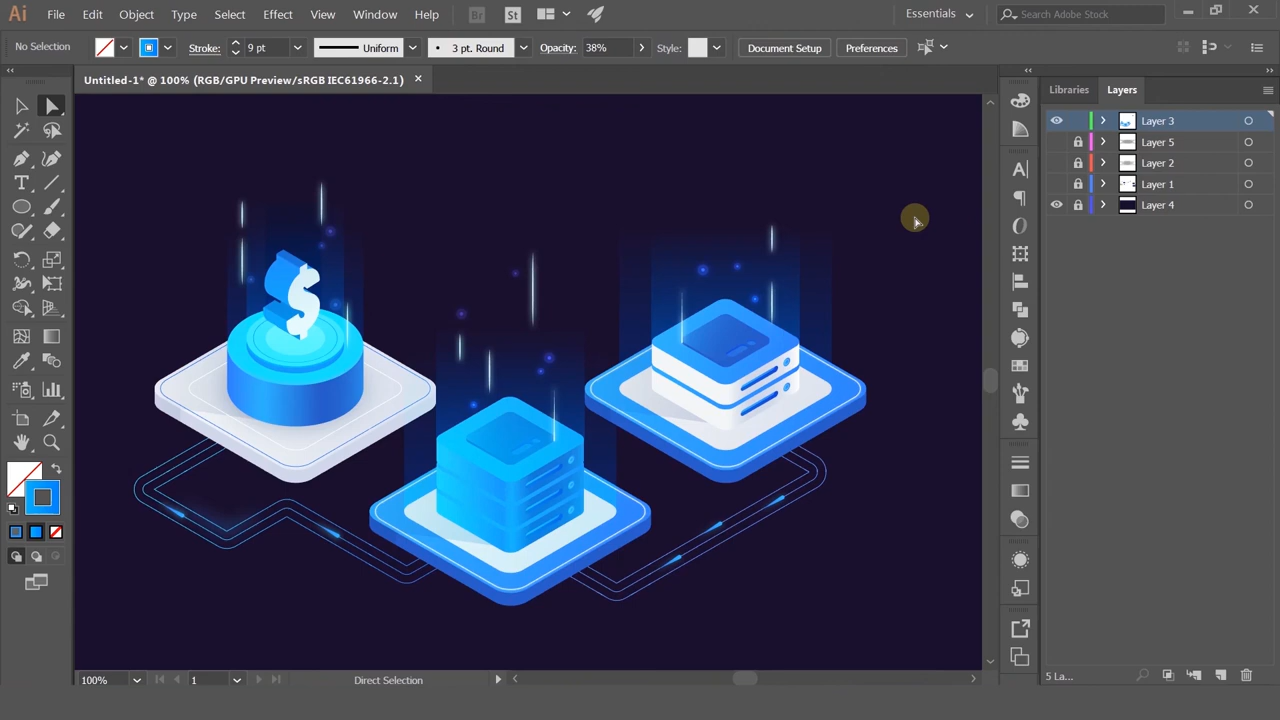 Ai File Edit Object Type Select Effect View Window Help Br St Essentials Search Adobe Stock
No Selection Stroke: 9 pt Uniform 3 pt. Round Opacity: 38% Style: Document Setup Preferences
Untitled-1* @ 100% (RGB/GPU Preview/sRGB IEC61966-2.1)
Libraries Layers
Layer 3
Layer 5
Layer 2
Layer 1
Layer 4
$
100% 1 Direct Selection 5 La...